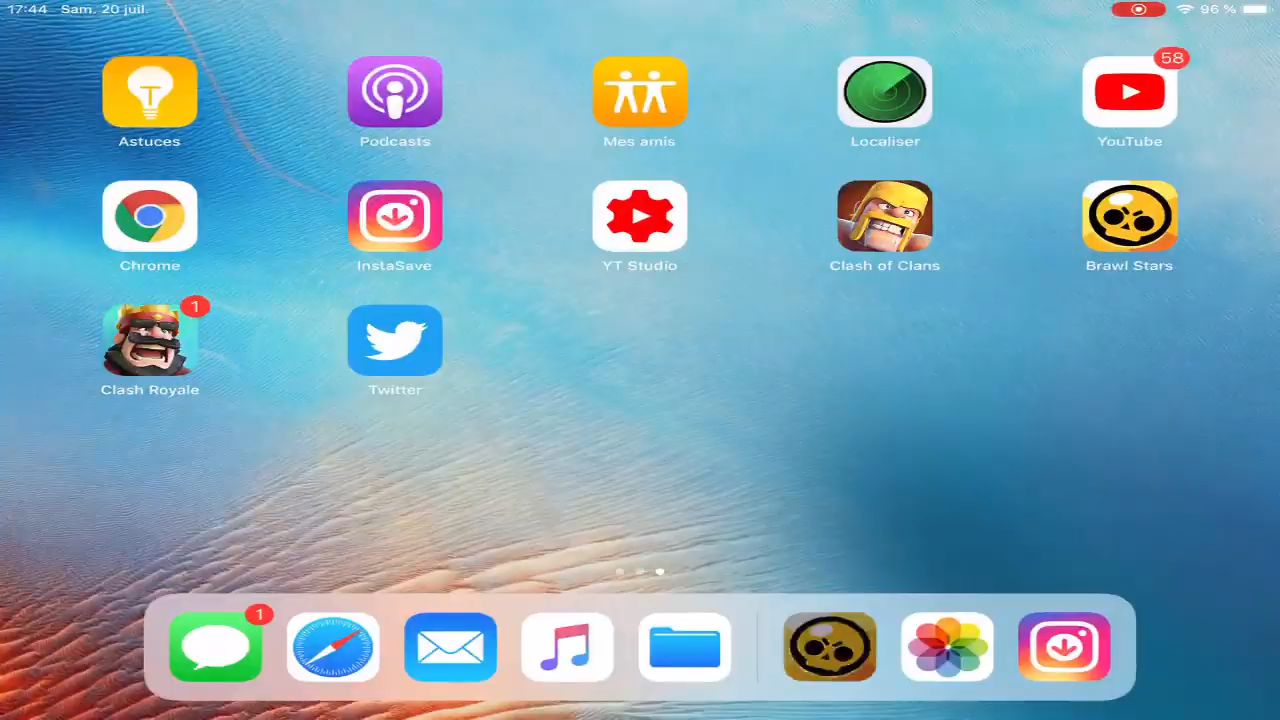 17:44 Sam. 20 juil.
96 %
58
Astuces
Podcasts
Mes amis
Localiser
YouTube
Chrome
InstaSave
YT Studio
Clash of Clans
Brawl Stars
1
Clash Royale
Twitter
1